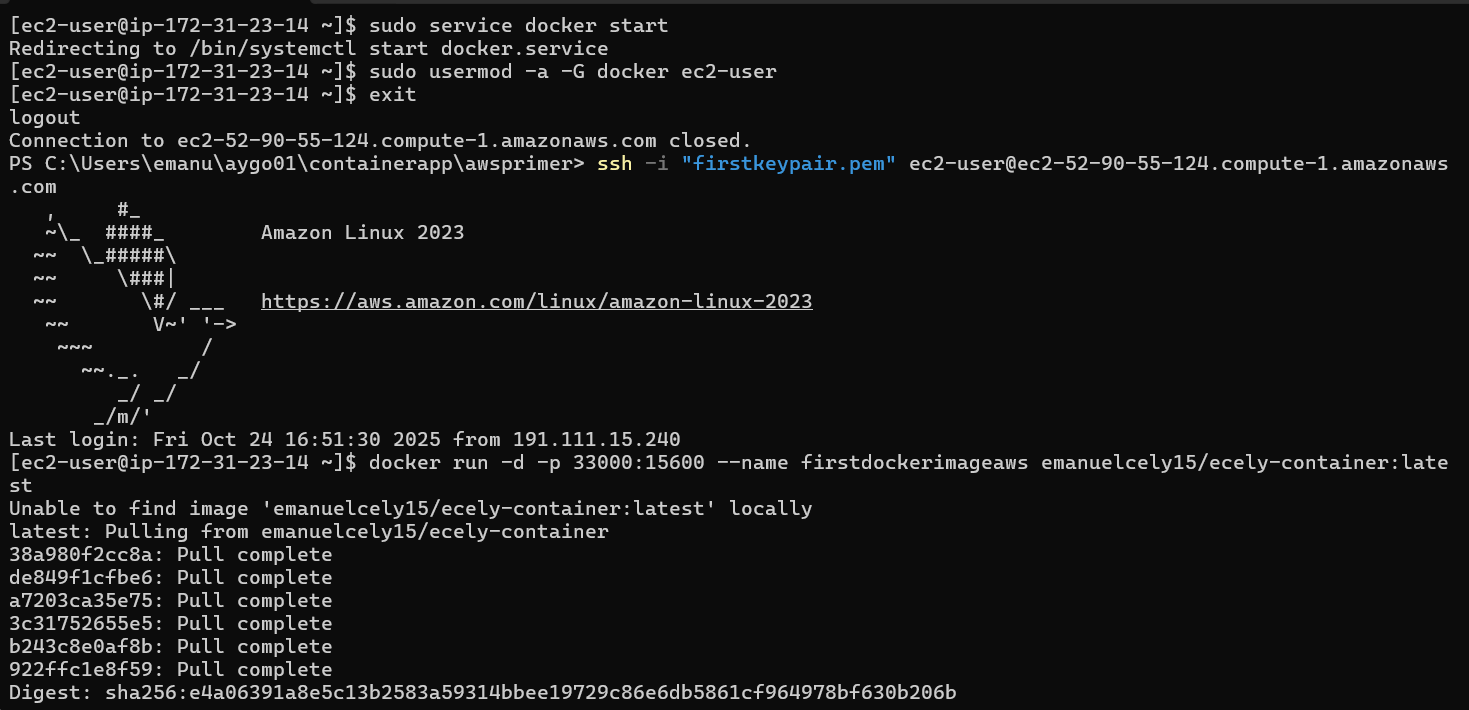 [ec2-user@ip-172-31-23-14 ~]$ sudo service docker start
Redirecting to /bin/systemctl start docker.service
[ec2-user@ip-172-31-23-14 ~]$ sudo usermod -a -G docker ec2-user
[ec2-user@ip-172-31-23-14 ~]$ exit
logout
Connection to ec2-52-90-55-124.compute-1.amazonaws.com closed.
PS C:\Users\emanu\aygo01\containerapp\awsprimer> ssh -i "firstkeypair.pem" ec2-user@ec2-52-90-55-124.compute-1.amazonaws
.com
   ,     #_
   ~\_  ####_        Amazon Linux 2023
  ~~  \_#####\
  ~~     \###|
  ~~       \#/ ___   https://aws.amazon.com/linux/amazon-linux-2023
   ~~       V~' '->
    ~~~         /
      ~~._.   _/
         _/ _/
       _/m/'
Last login: Fri Oct 24 16:51:30 2025 from 191.111.15.240
[ec2-user@ip-172-31-23-14 ~]$ docker run -d -p 33000:15600 --name firstdockerimageaws emanuelcely15/ecely-container:late
st
Unable to find image 'emanuelcely15/ecely-container:latest' locally
latest: Pulling from emanuelcely15/ecely-container
38a980f2cc8a: Pull complete
de849f1cfbe6: Pull complete
a7203ca35e75: Pull complete
3c31752655e5: Pull complete
b243c8e0af8b: Pull complete
922ffc1e8f59: Pull complete
Digest: sha256:e4a06391a8e5c13b2583a59314bbee19729c86e6db5861cf964978bf630b206b